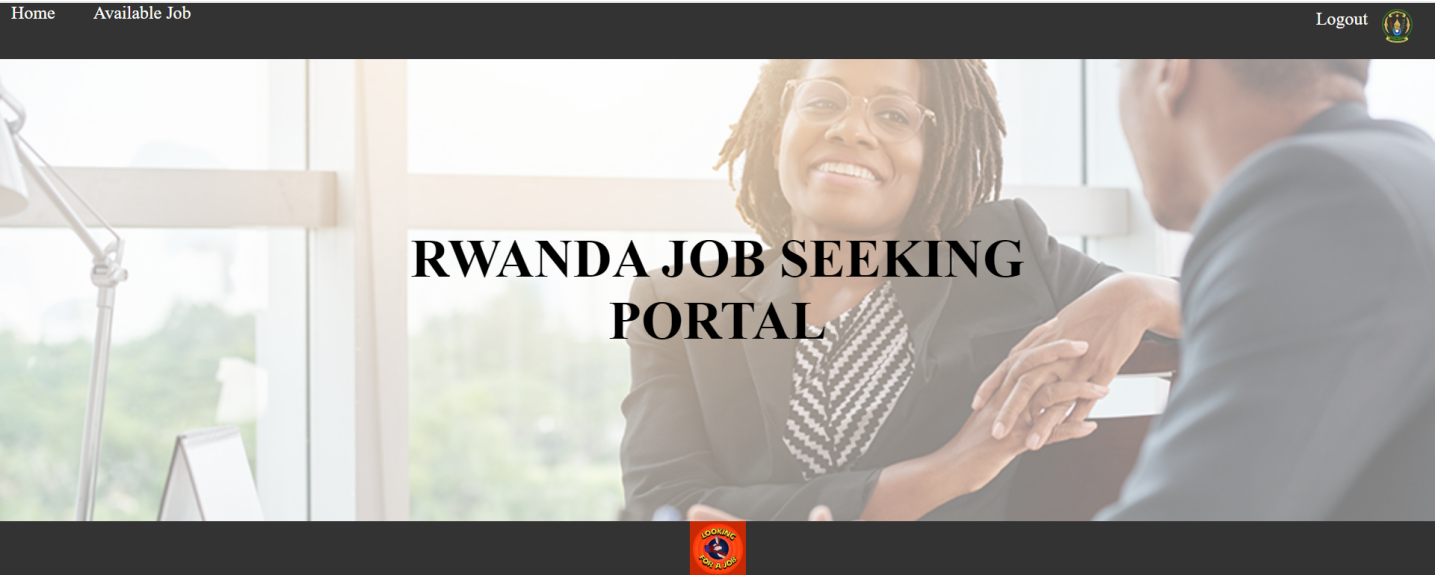 Home Available Job Logout
RWANDA JOB SEEKING
PORTAL
LOOKING
FOR A JOB